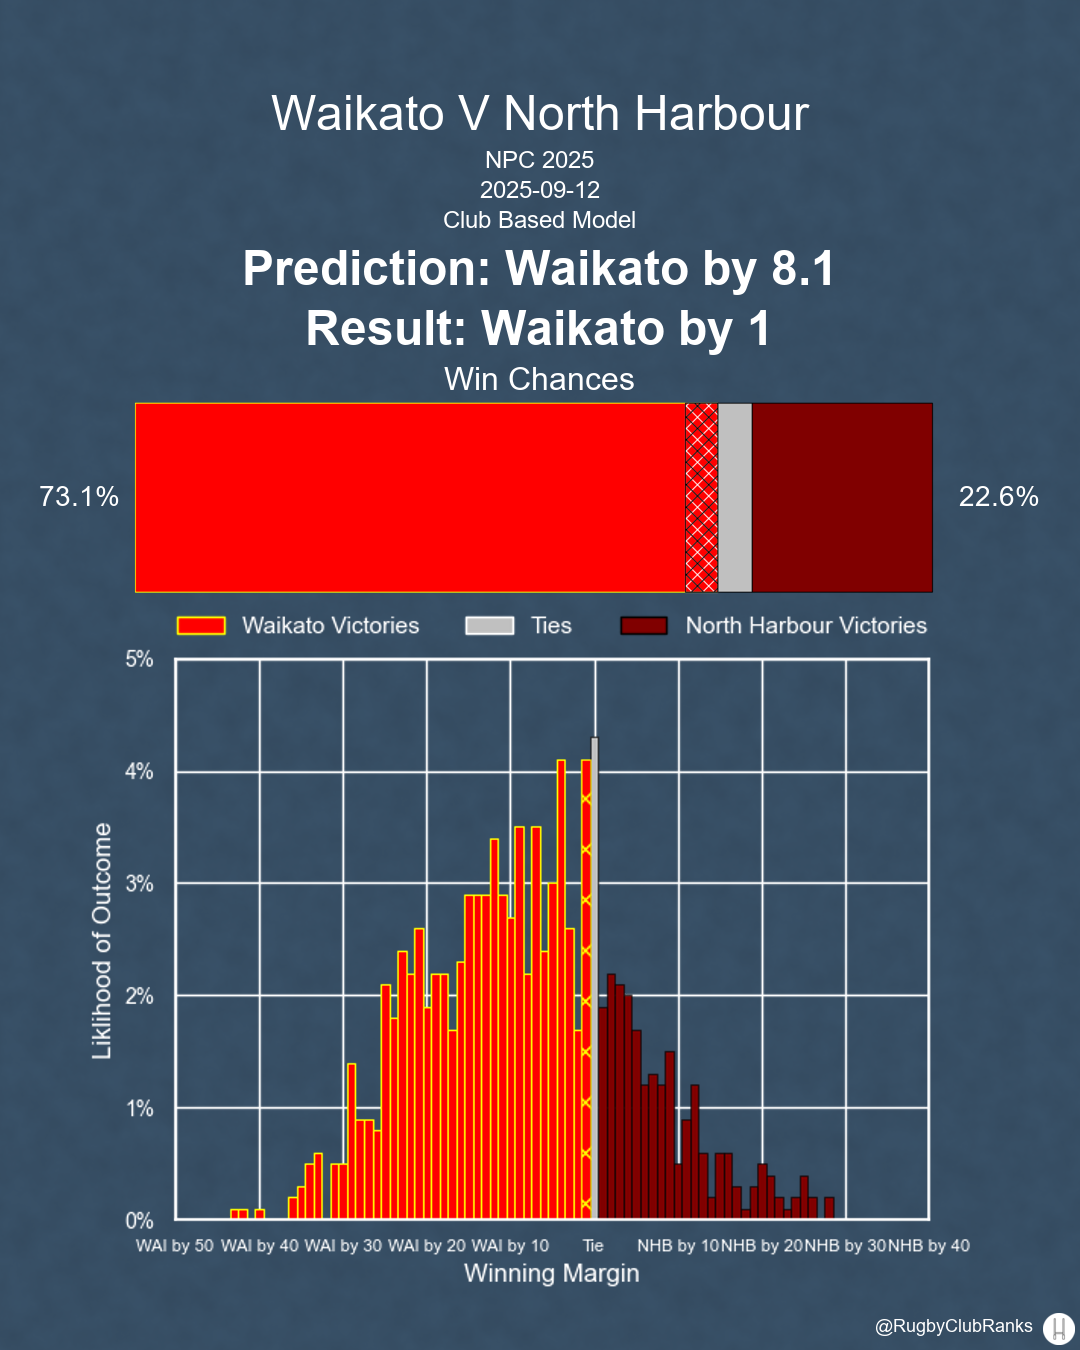 Waikato V North Harbour
NPC 2025
2025-09-12
Club Based Model
Prediction: Waikato by 8.1
Result: Waikato by 1
Win Chances
73.1%
22.6%
Waikato Victories
Ties
North Harbour Victories
5%
4%
3%
2%
1%
0%
Liklihood of Outcome
WAI by 50
WAI by 40
WAI by 30
WAI by 20
WAI by 10
Tie
NHB by 10
NHB by 20
NHB by 30
NHB by 40
Winning Margin
@RugbyClubRanks